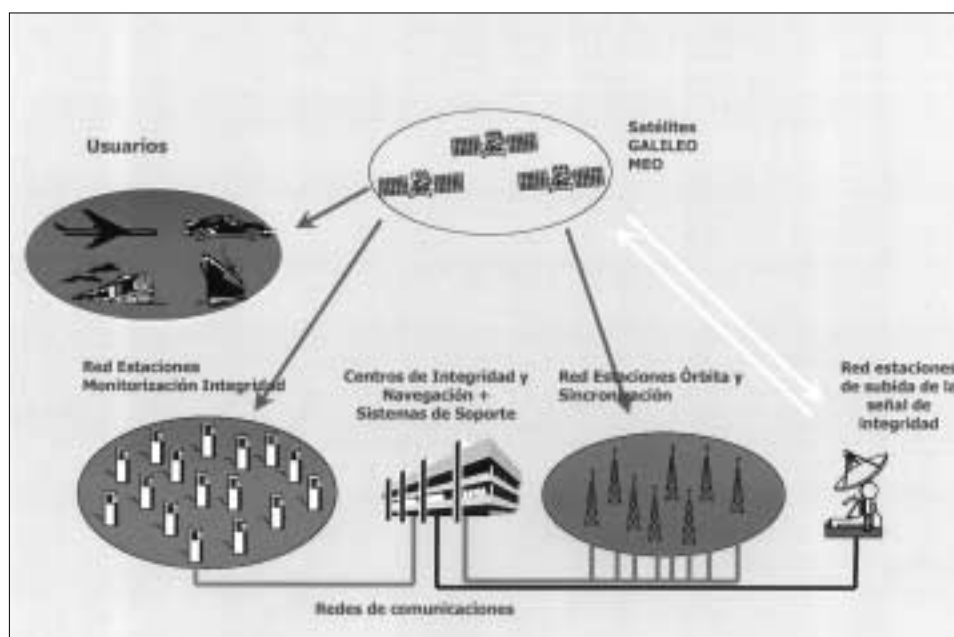 Usuarios
Satélites
GALILEO
MEO
Red Estaciones
Monitorización Integridad
Centros de Integridad y
Navegación +
Sistemas de Soporte
Red Estaciones Órbita y
Sincronización
Red estaciones
de subida de la
señal de
integridad
Redes de comunicaciones